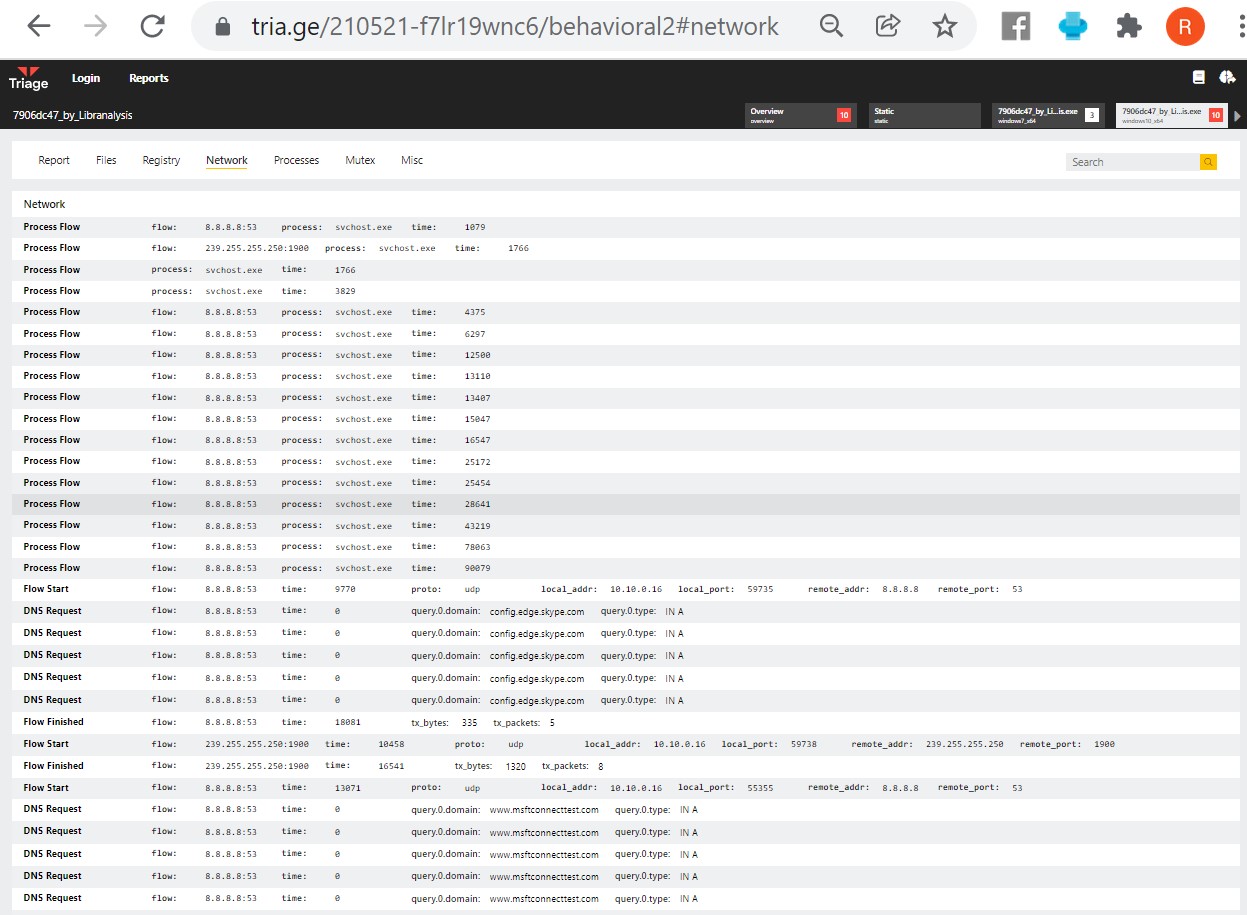 tria.ge/210521-f7lr19wnc6/behavioral2#network
R
Triage Login Reports
7906dc47_by_Libranalysis
Overview overview 10
Static static
7906dc47_by_Li...is.exe windows7_x64 3
7906dc47_by_Li...is.exe windows10_x64 10
Report Files Registry Network Processes Mutex Misc Search
Network
Process Flow flow: 8.8.8.8:53 process: svchost.exe time: 1079
Process Flow flow: 239.255.255.250:1900 process: svchost.exe time: 1766
Process Flow process: svchost.exe time: 1766
Process Flow process: svchost.exe time: 3829
Process Flow flow: 8.8.8.8:53 process: svchost.exe time: 4375
Process Flow flow: 8.8.8.8:53 process: svchost.exe time: 6297
Process Flow flow: 8.8.8.8:53 process: svchost.exe time: 12500
Process Flow flow: 8.8.8.8:53 process: svchost.exe time: 13110
Process Flow flow: 8.8.8.8:53 process: svchost.exe time: 13407
Process Flow flow: 8.8.8.8:53 process: svchost.exe time: 15047
Process Flow flow: 8.8.8.8:53 process: svchost.exe time: 16547
Process Flow flow: 8.8.8.8:53 process: svchost.exe time: 25172
Process Flow flow: 8.8.8.8:53 process: svchost.exe time: 25454
Process Flow flow: 8.8.8.8:53 process: svchost.exe time: 28641
Process Flow flow: 8.8.8.8:53 process: svchost.exe time: 43219
Process Flow flow: 8.8.8.8:53 process: svchost.exe time: 78063
Process Flow flow: 8.8.8.8:53 process: svchost.exe time: 90079
Flow Start flow: 8.8.8.8:53 time: 9770 proto: udp local_addr: 10.10.0.16 local_port: 59735 remote_addr: 8.8.8.8 remote_port: 53
DNS Request flow: 8.8.8.8:53 time: 0 query.0.domain: config.edge.skype.com query.0.type: IN A
DNS Request flow: 8.8.8.8:53 time: 0 query.0.domain: config.edge.skype.com query.0.type: IN A
DNS Request flow: 8.8.8.8:53 time: 0 query.0.domain: config.edge.skype.com query.0.type: IN A
DNS Request flow: 8.8.8.8:53 time: 0 query.0.domain: config.edge.skype.com query.0.type: IN A
DNS Request flow: 8.8.8.8:53 time: 0 query.0.domain: config.edge.skype.com query.0.type: IN A
Flow Finished flow: 8.8.8.8:53 time: 18081 tx_bytes: 335 tx_packets: 5
Flow Start flow: 239.255.255.250:1900 time: 10458 proto: udp local_addr: 10.10.0.16 local_port: 59738 remote_addr: 239.255.255.250 remote_port: 1900
Flow Finished flow: 239.255.255.250:1900 time: 16541 tx_bytes: 1320 tx_packets: 8
Flow Start flow: 8.8.8.8:53 time: 13071 proto: udp local_addr: 10.10.0.16 local_port: 55355 remote_addr: 8.8.8.8 remote_port: 53
DNS Request flow: 8.8.8.8:53 time: 0 query.0.domain: www.msftconnecttest.com query.0.type: IN A
DNS Request flow: 8.8.8.8:53 time: 0 query.0.domain: www.msftconnecttest.com query.0.type: IN A
DNS Request flow: 8.8.8.8:53 time: 0 query.0.domain: www.msftconnecttest.com query.0.type: IN A
DNS Request flow: 8.8.8.8:53 time: 0 query.0.domain: www.msftconnecttest.com query.0.type: IN A
DNS Request flow: 8.8.8.8:53 time: 0 query.0.domain: www.msftconnecttest.com query.0.type: IN A